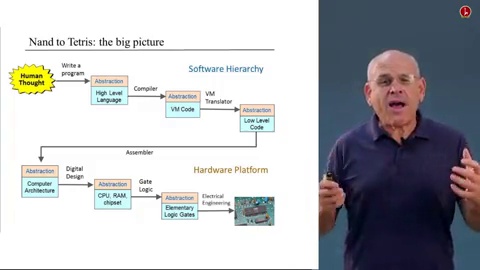 Nand to Tetris: the big picture
Human
Thought
Write a
program
Abstraction
High Level
Language
Compiler
Software Hierarchy
Abstraction
VM Code
VM
Translator
Abstraction
Low Level
Code
Assembler
Hardware Platform
Abstraction
Computer
Architecture
Digital
Design
Abstraction
CPU, RAM,
chipset
Gate
Logic
Abstraction
Elementary
Logic Gates
Electrical
Engineering